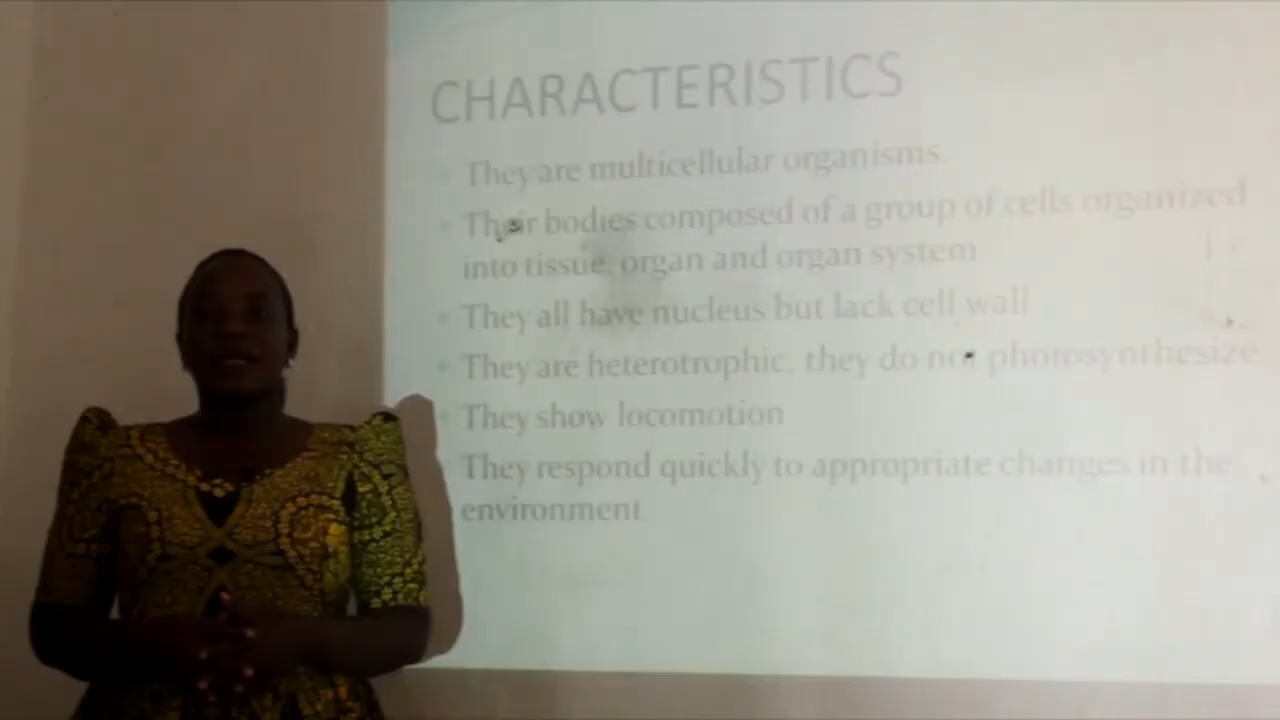 CHARACTERISTICS
They are multicellular organisms.
Their bodies composed of a group of cells organized
into tissue, organ and organ system
They all have nucleus but lack cell wall
They are heterotrophic, they do not photosynthesize
They show locomotion
They respond quickly to appropriate changes in the
environment